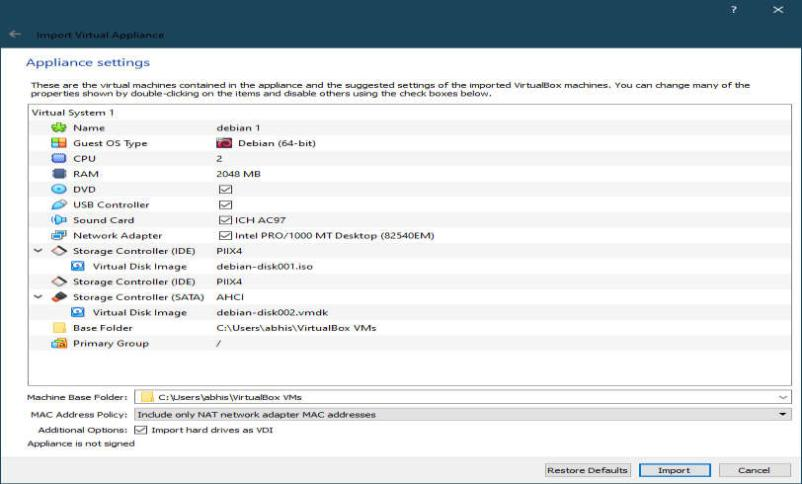 ?
Import Virtual Appliance
Appliance settings
These are the virtual machines contained in the appliance and the suggested settings of the imported VirtualBox machines. You can change many of the
properties shown by double-clicking on the items and disable others using the check boxes below.
Virtual System 1
Name debian 1
Guest OS Type Debian (64-bit)
CPU 2
RAM 2048 MB
DVD
USB Controller
Sound Card ICH AC97
Network Adapter Intel PRO/1000 MT Desktop (82540EM)
Storage Controller (IDE) PIIX4
Virtual Disk Image debian-disk001.iso
Storage Controller (IDE) PIIX4
Storage Controller (SATA) AHCI
Virtual Disk Image debian-disk002.vmdk
Base Folder C:\Users\abhis\VirtualBox VMs
Primary Group /
Machine Base Folder: C:\Users\abhis\VirtualBox VMs
MAC Address Policy: Include only NAT network adapter MAC addresses
Additional Options: Import hard drives as VDI
Appliance is not signed
Restore Defaults Import Cancel